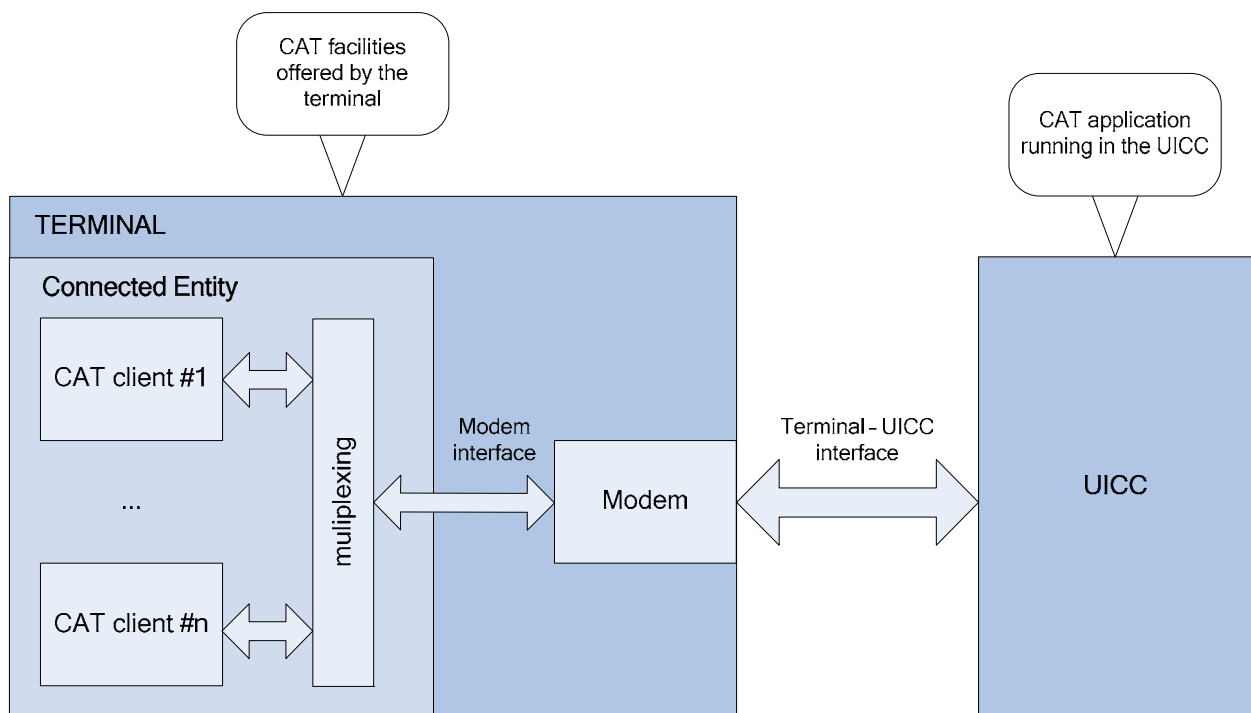 CAT facilities
offered by the
terminal
CAT application
running in the UICC
TERMINAL
Connected Entity
CAT client #1
...
CAT client #n
muliplexing
Modem
interface
Modem
Terminal - UICC
interface
UICC